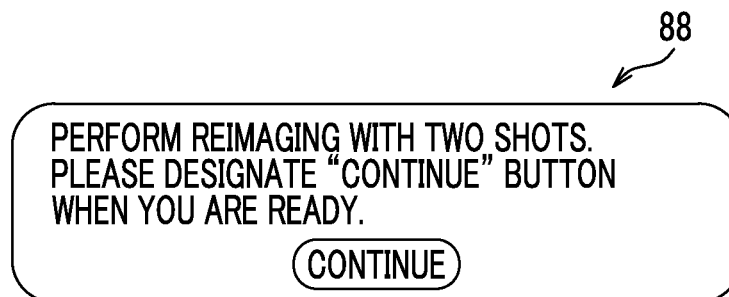 88
PERFORM REIMAGING WITH TWO SHOTS.
PLEASE DESIGNATE “CONTINUE” BUTTON
WHEN YOU ARE READY.
CONTINUE